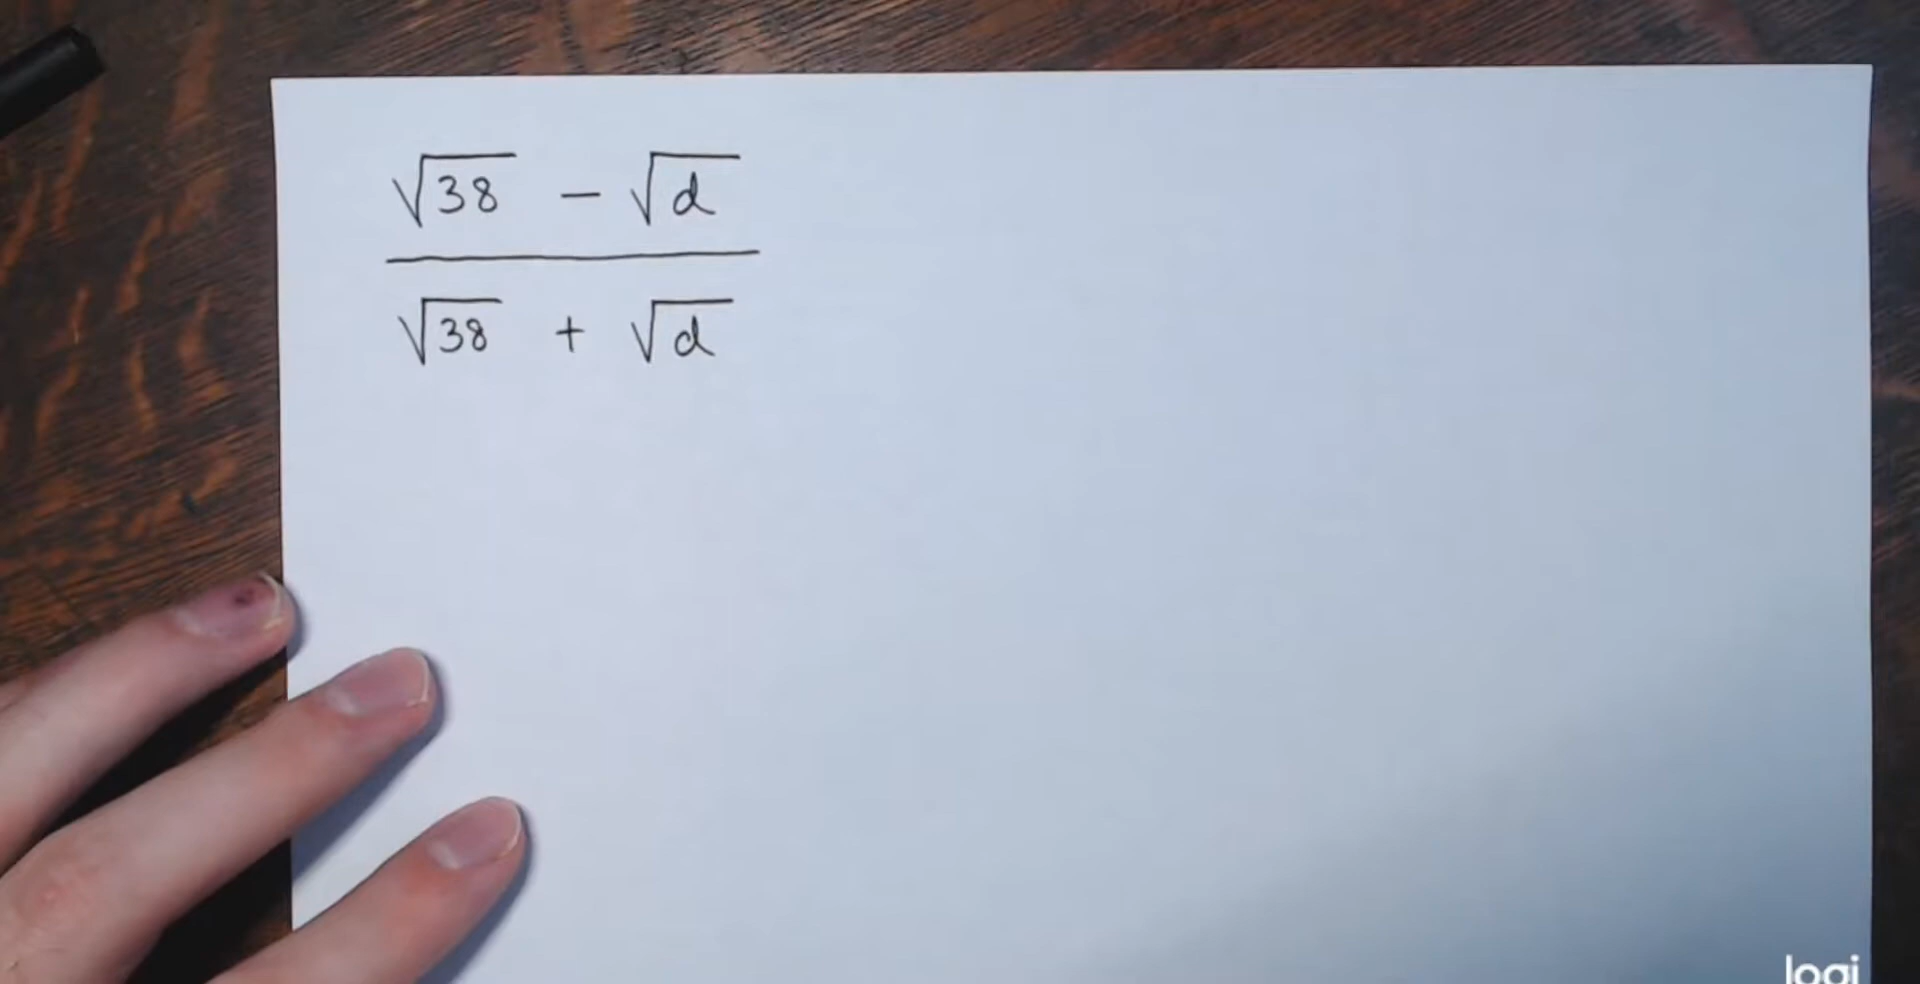 √38 - √d
√38 + √d
logi